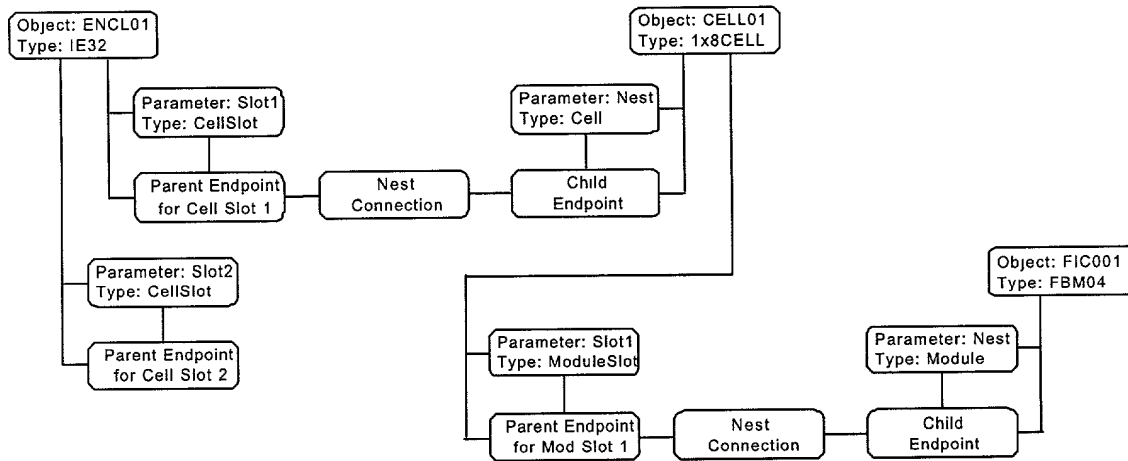 Object: ENCL01
Type: IE32
Object: CELL01
Type: 1x8CELL
Parameter: Slot1
Type: CellSlot
Parameter: Nest
Type: Cell
Parent Endpoint
for Cell Slot 1
Nest
Connection
Child
Endpoint
Parameter: Slot2
Type: CellSlot
Parent Endpoint
for Cell Slot 2
Object: FIC001
Type: FBM04
Parameter: Slot1
Type: ModuleSlot
Parameter: Nest
Type: Module
Parent Endpoint
for Mod Slot 1
Nest
Connection
Child
Endpoint